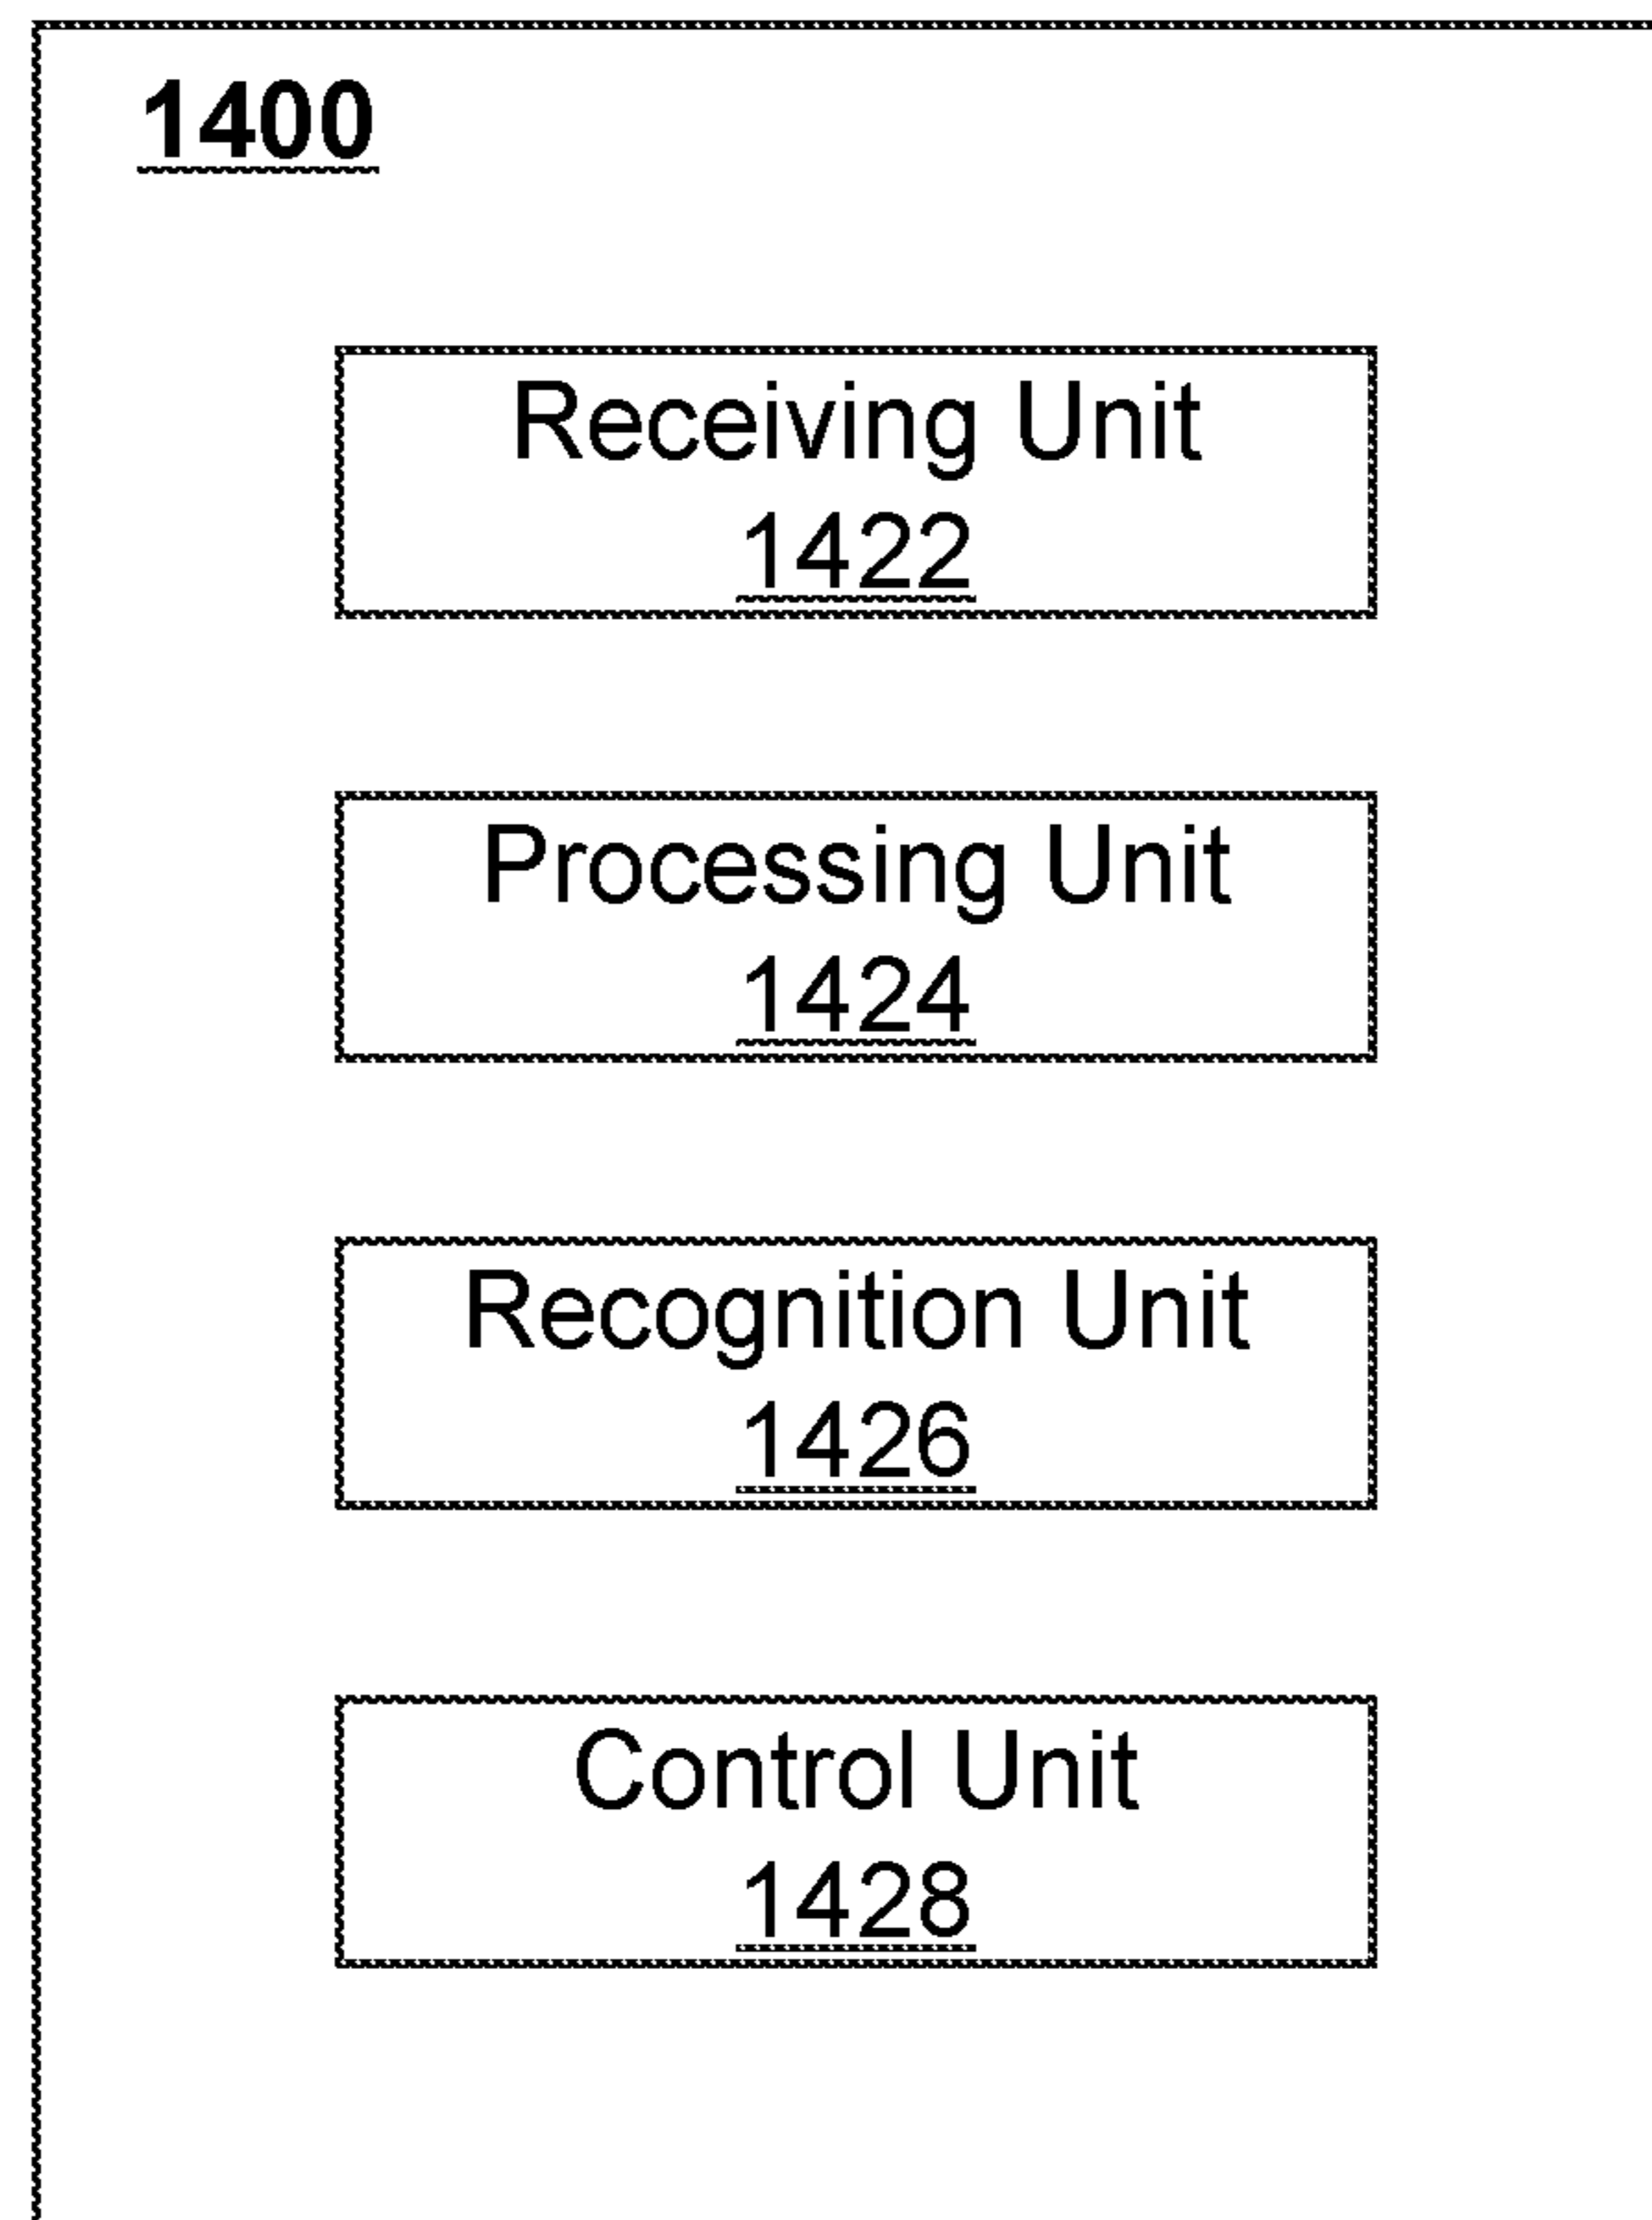 1400
Receiving Unit
1422
Processing Unit
1424
Recognition Unit
1426
Control Unit
1428